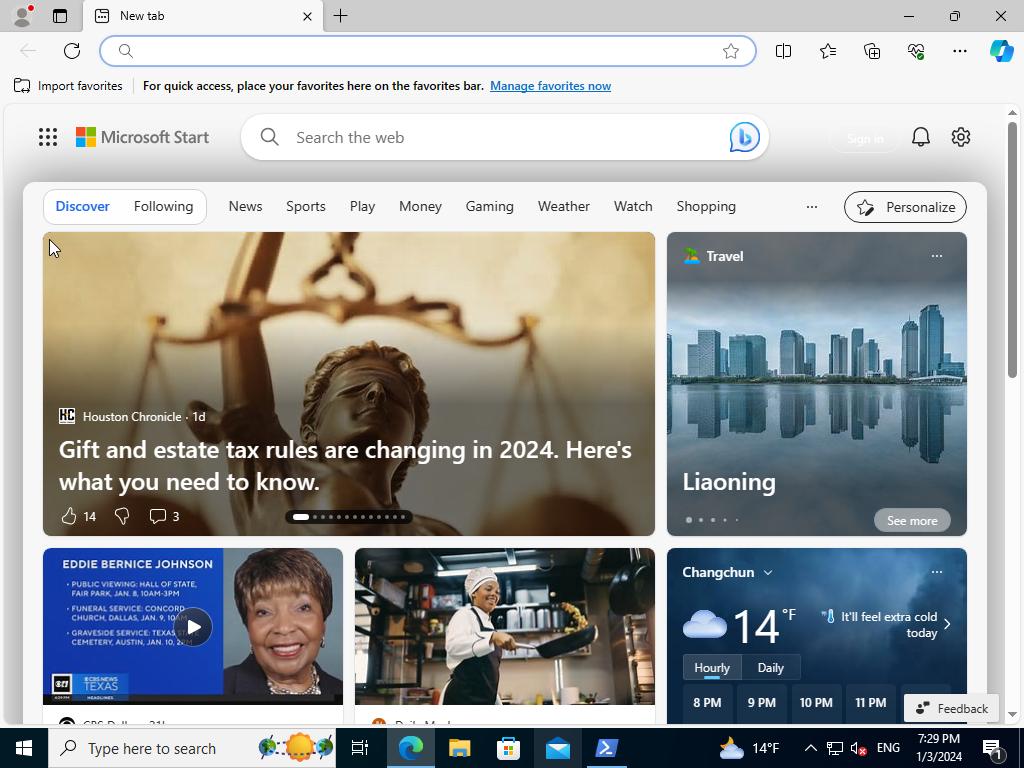 New tab
Import favorites
For quick access, place your favorites here on the favorites bar. Manage favorites now
Microsoft Start
Search the web
Sign in
Discover
Following
News
Sports
Play
Money
Gaming
Weather
Watch
Shopping
Personalize
HC Houston Chronicle · 1d
Gift and estate tax rules are changing in 2024. Here's
what you need to know.
14
3
Travel
Liaoning
See more
EDDIE BERNICE JOHNSON
• PUBLIC VIEWING: HALL OF STATE,
FAIR PARK, JAN. 8, 10AM-3PM
• FUNERAL SERVICE: CONCORD
CHURCH, DALLAS, JAN. 9, 10AM
• GRAVESIDE SERVICE: TEXAS STATE
CEMETERY, AUSTIN, JAN. 10, 2PM
CBS NEWS
TEXAS
HEADLINES
Changchun
14 °F
It'll feel extra cold
today
Hourly
Daily
8 PM
9 PM
10 PM
11 PM
Feedback
Type here to search
14°F
ENG
7:29 PM
1/3/2024
1